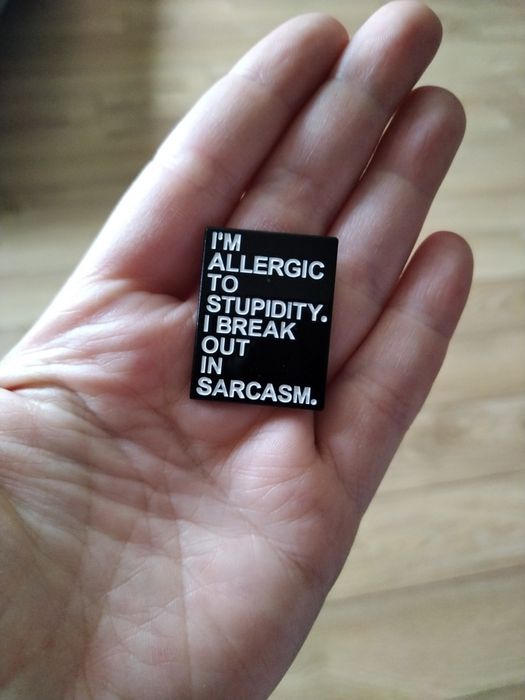 I'M
ALLERGIC
TO
STUPIDITY.
I BREAK
OUT
IN
SARCASM.